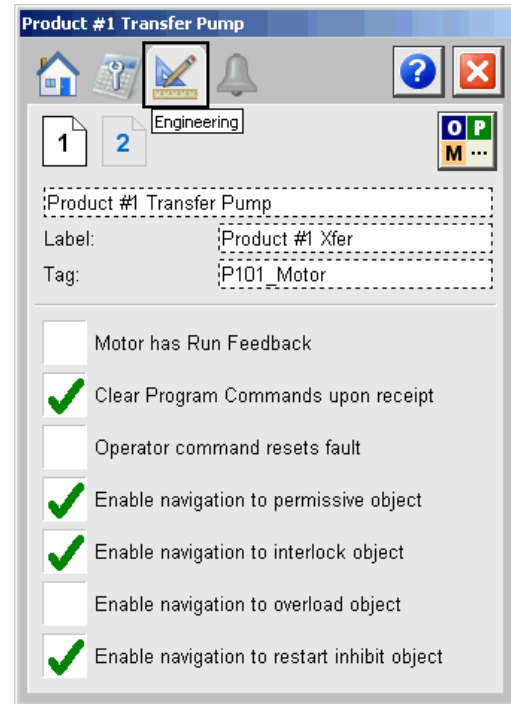 Product #1 Transfer Pump
?
Engineering
1 2
O P
M ...
Product #1 Transfer Pump
Label: Product #1 Xfer
Tag: P101_Motor
Motor has Run Feedback
Clear Program Commands upon receipt
Operator command resets fault
Enable navigation to permissive object
Enable navigation to interlock object
Enable navigation to overload object
Enable navigation to restart inhibit object